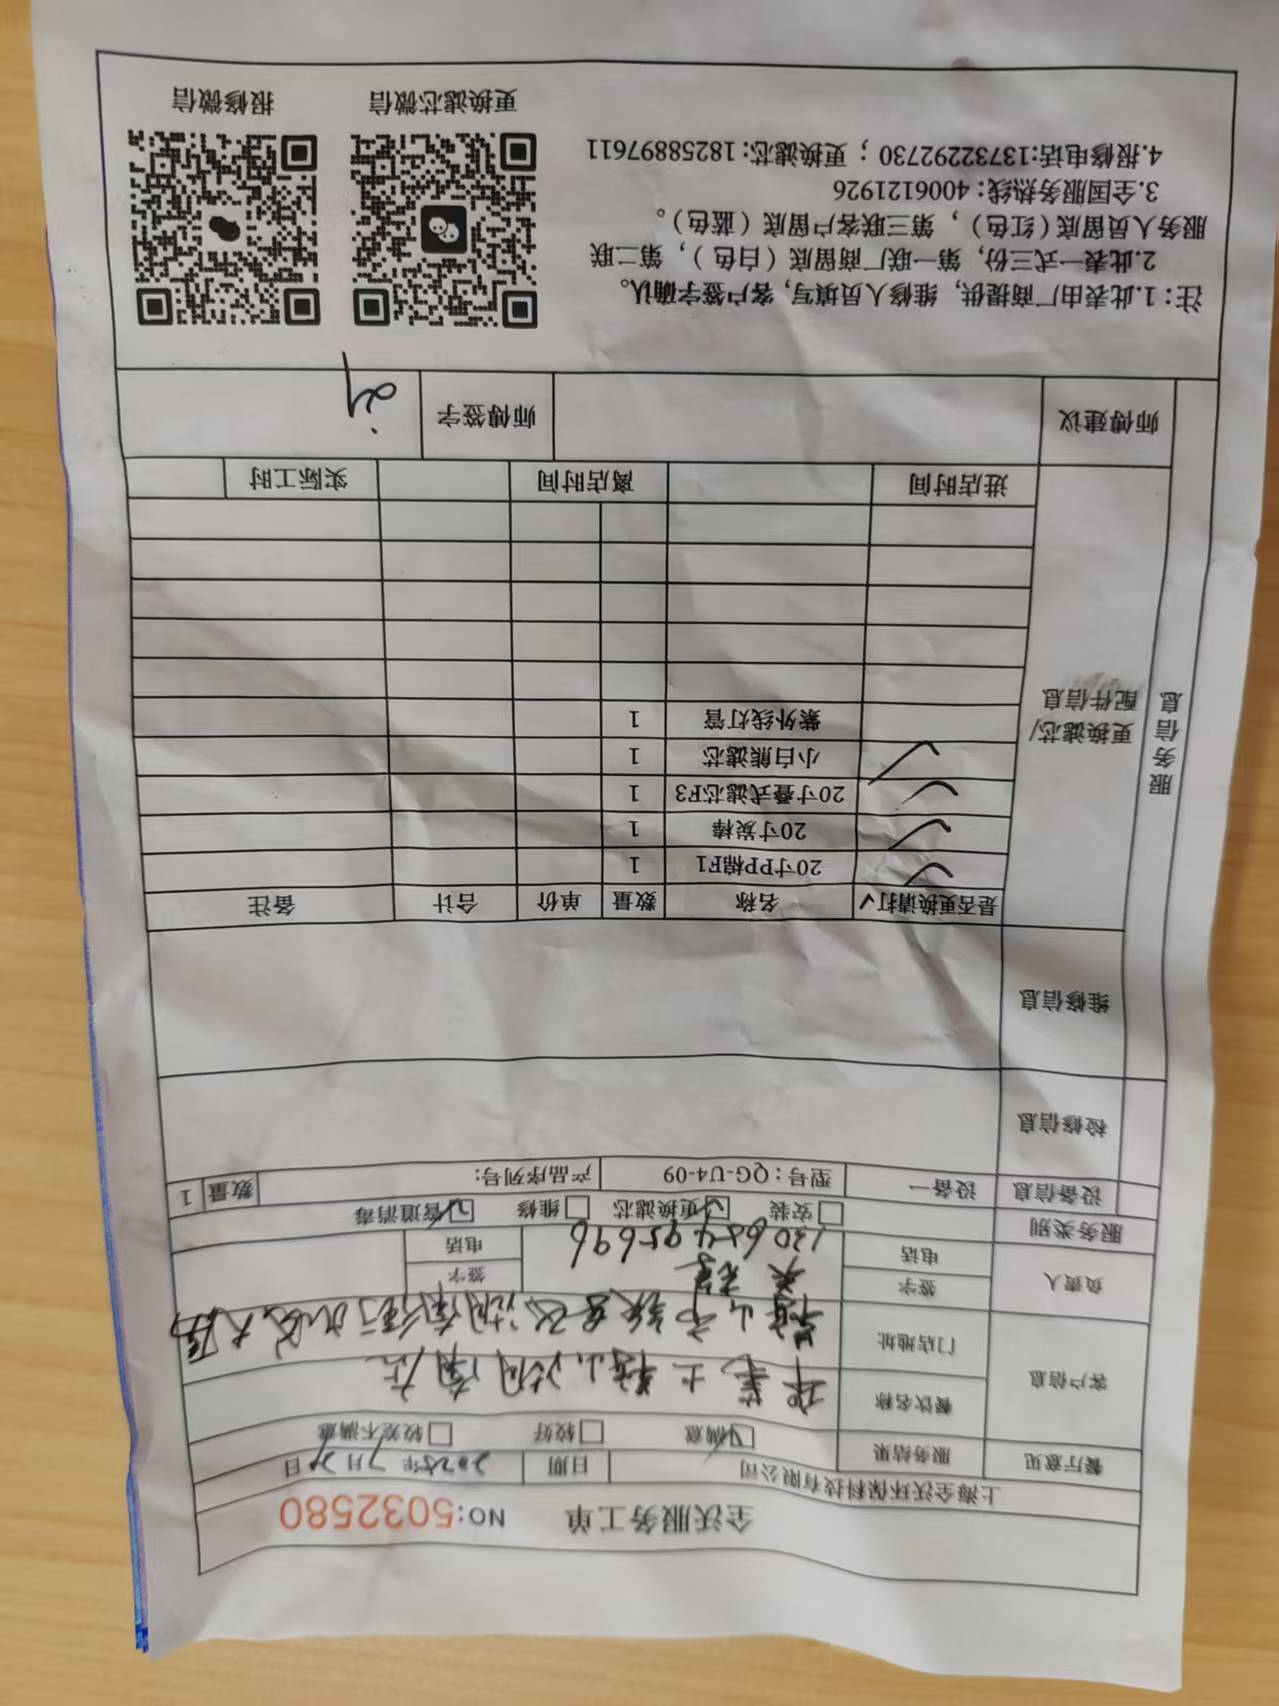 全沃服务工单 NO:5032580
上海全沃环保科技有限公司 日期 2025年7月21日
餐厅意见 服务结果 满意 较好 较差不满意
客户信息 餐饮名称 湖南店
门店地址
负责人 签字 签字
电话 电话
服务类别 安装 更换滤芯 维修 管道消毒
设备信息 设备一 型号：QG-U4-09 产品序列号： 数量 1
检修信息
服务信息
维修信息
更换滤芯/配件信息
是否更换请打✓ 名称 数量 单价 合计 备注
✓ 20寸PP棉F1 1
✓ 20寸炭棒 1
✓ 20寸叠式滤芯F3 1
✓ 小白熊滤芯 1
紫外线灯管 1
进店时间 离店时间 实际工时
师傅建议 师傅签字
注：1.此表由厂商提供，维修人员填写，客户签字确认。
2.此表一式三份，第一联厂商留底（白色），第二联
服务人员留底（红色），第三联客户留底（蓝色）。
3.全国服务热线：4006121926
4.报修电话:13732292730；更换滤芯:18258897611
更换滤芯微信 报修微信